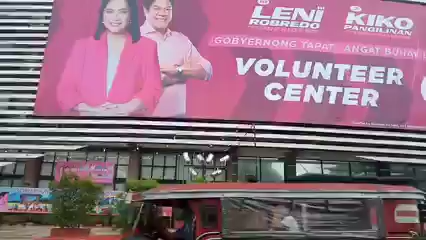 LENI
ROBREDO
KIKO
PANGILINAN
GOBYERNONG TAPAT ANGAT BUHAY
VOLUNTEER
CENTER